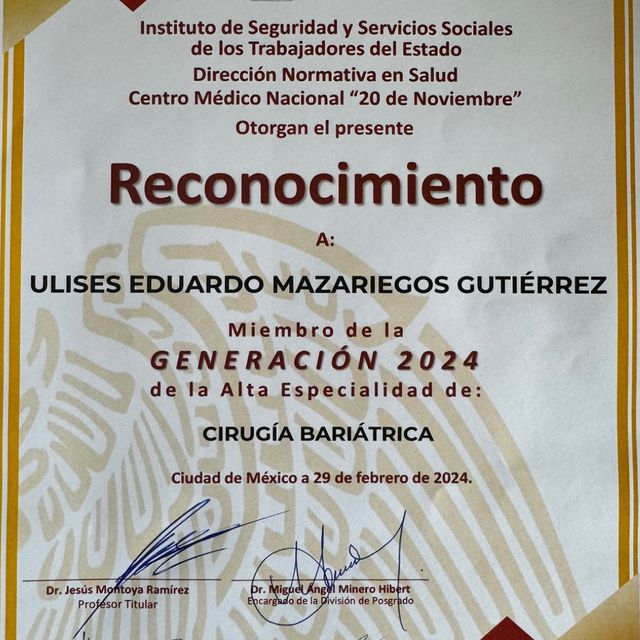 Instituto de Seguridad y Servicios Sociales
de los Trabajadores del Estado
Dirección Normativa en Salud
Centro Médico Nacional “20 de Noviembre”
Otorgan el presente
Reconocimiento
A:
ULISES EDUARDO MAZARIEGOS GUTIÉRREZ
Miembro de la
GENERACIÓN 2024
de la Alta Especialidad de:
CIRUGÍA BARIÁTRICA
Ciudad de México a 29 de febrero de 2024.
Dr. Jesús Montoya Ramírez
Profesor Titular
Dr. Miguel Ángel Minero Hibert
Encargado de la División de Posgrado